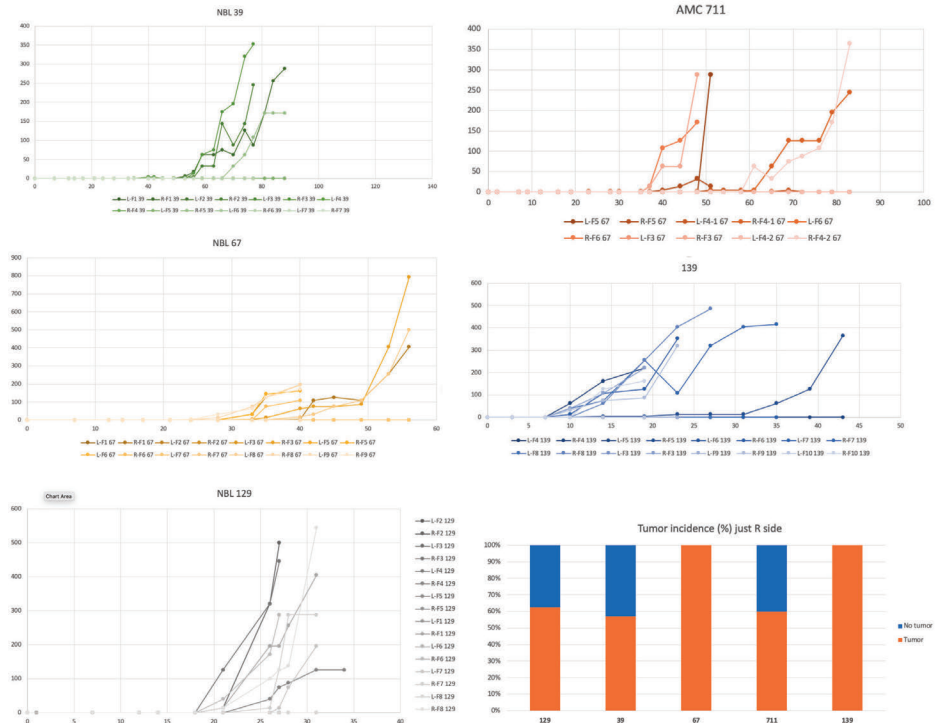 NBL 39
400
350
300
250
200
150
100
50
0
0 20 40 60 80 100 120 140
L-F1 39 R-F1 39 L-F2 39 R-F2 39 L-F3 39 R-F3 39 L-F4 39
R-F4 39 L-F5 39 R-F5 39 L-F6 39 R-F6 39 L-F7 39 R-F7 39
AMC 711
400
350
300
250
200
150
100
50
0
0 10 20 30 40 50 60 70 80 90 100
L-F5 67 R-F5 67 L-F4-1 67 R-F4-1 67 L-F6 67
R-F6 67 L-F3 67 R-F3 67 L-F4-2 67 R-F4-2 67
NBL 67
900
800
700
600
500
400
300
200
100
0
0 10 20 30 40 50 60
L-F1 67 R-F1 67 L-F2 67 R-F2 67 L-F3 67 R-F3 67 L-F5 67 R-F5 67
L-F6 67 R-F6 67 L-F7 67 R-F7 67 L-F8 67 R-F8 67 L-F9 67 R-F9 67
139
600
500
400
300
200
100
0
0 5 10 15 20 25 30 35 40 45 50
L-F4 139 R-F4 139 L-F5 139 R-F5 139 L-F6 139 R-F6 139 L-F7 139 R-F7 139
L-F8 139 R-F8 139 L-F3 139 R-F3 139 L-F9 139 R-F9 139 L-F10 139 R-F10 139
NBL 129
Chart Area
600
500
400
300
200
100
0
0 5 10 15 20 25 30 35 40
L-F2 129
R-F2 129
L-F3 129
R-F3 129
L-F4 129
R-F4 129
L-F5 129
R-F5 129
L-F1 129
R-F1 129
L-F6 129
R-F6 129
L-F7 129
R-F7 129
L-F8 129
R-F8 129
Tumor incidence (%) just R side
100%
90%
80%
70%
60%
50%
40%
30%
20%
10%
0%
129 39 67 711 139
No tumor
Tumor